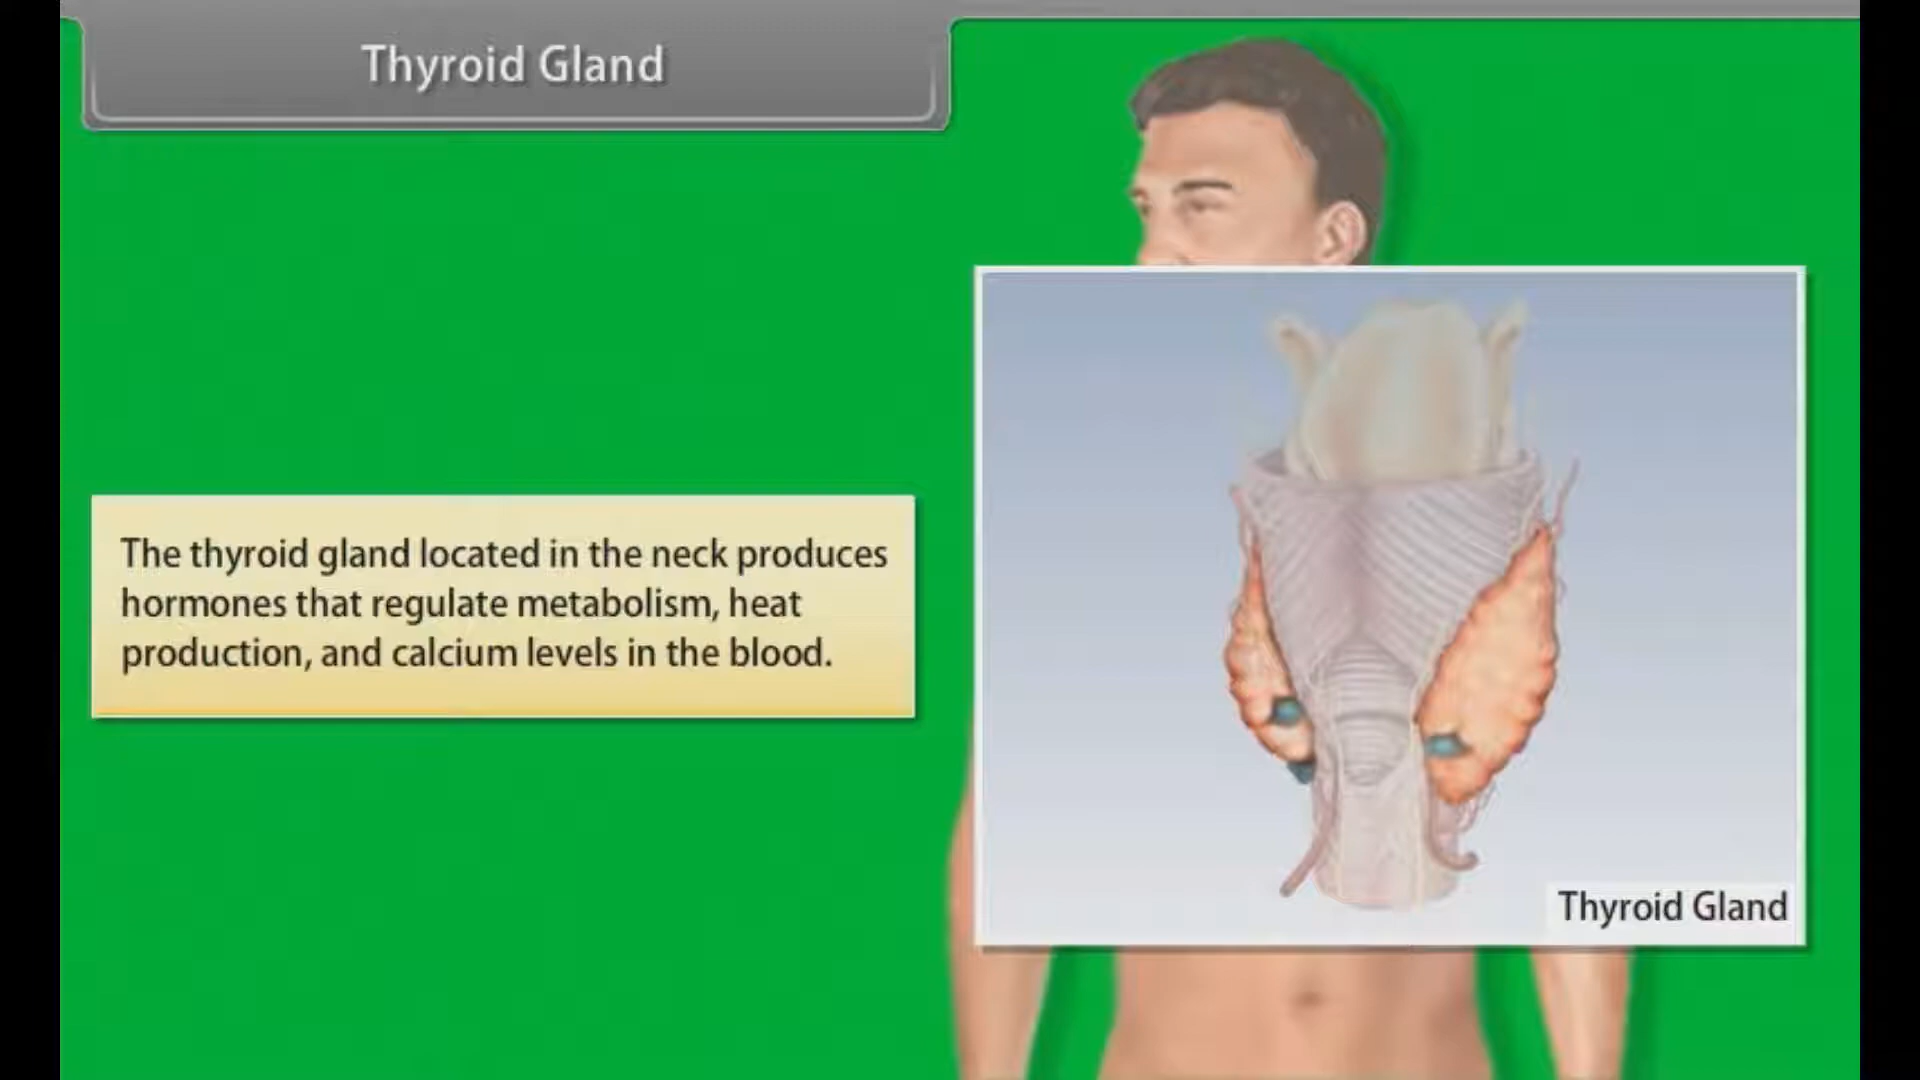 Thyroid Gland
The thyroid gland located in the neck produces
hormones that regulate metabolism, heat
production, and calcium levels in the blood.
Thyroid Gland